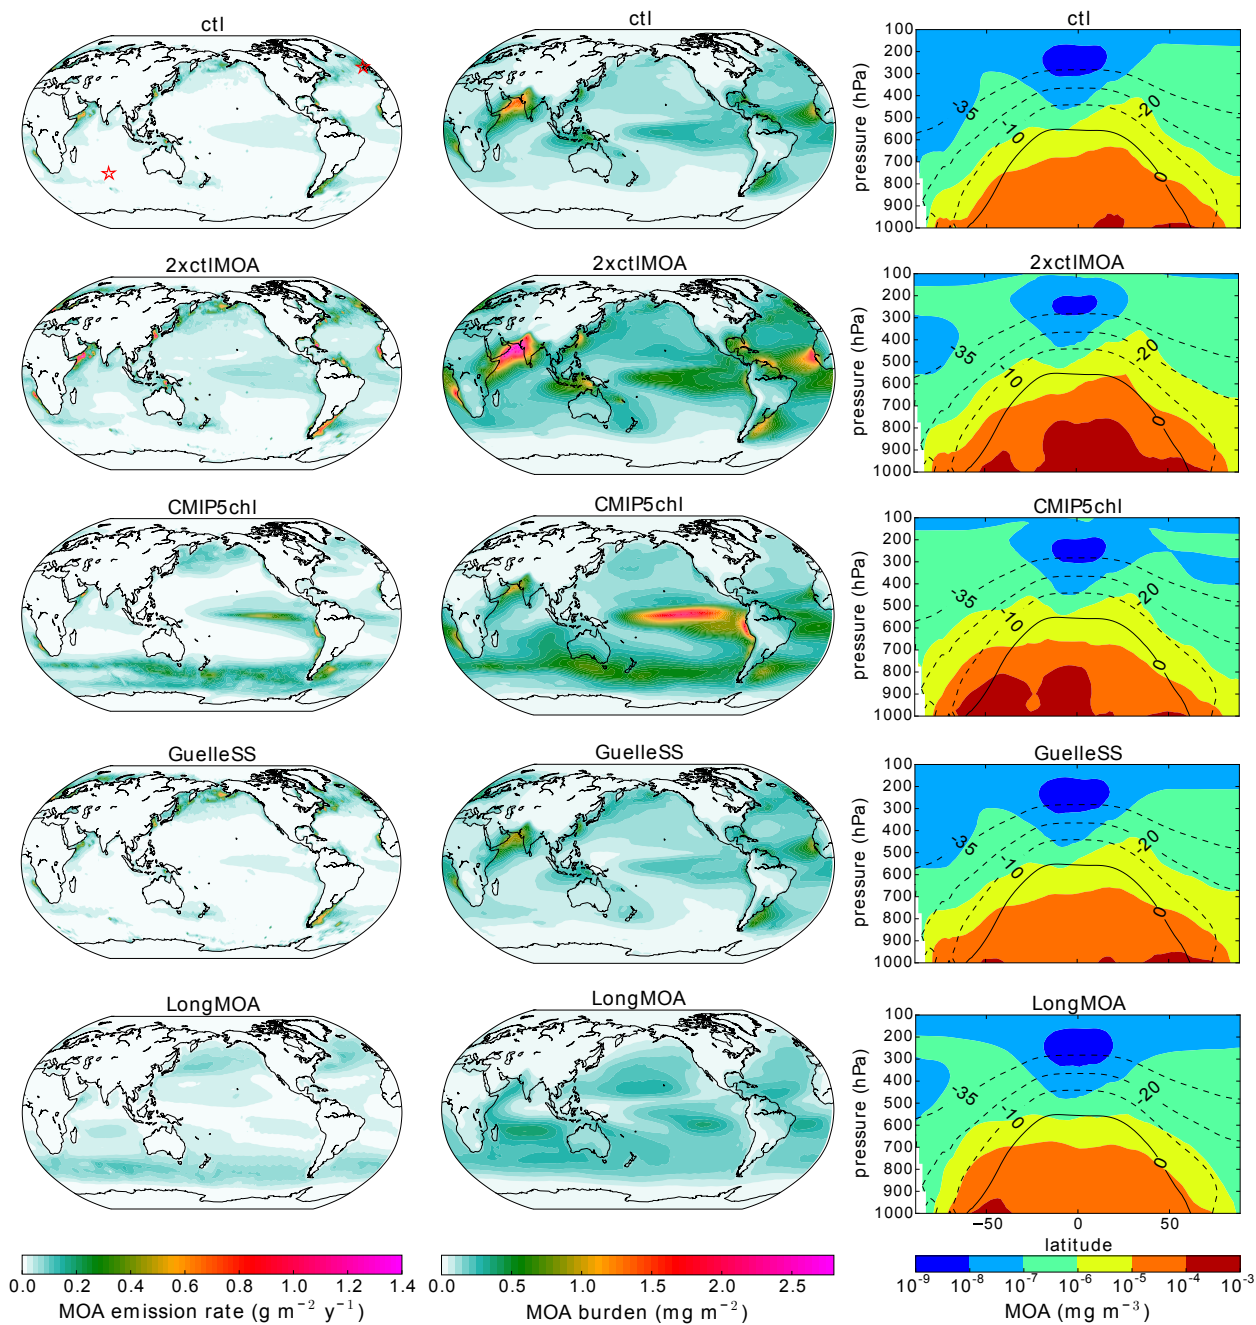 ctl ctl ctl
100
200
300
400
500
600
700
800
900
1000
pressure (hPa)
-35 -10 -20 0
2xctlMOA 2xctlMOA 2xctlMOA
100
200
300
400
500
600
700
800
900
1000
pressure (hPa)
-35 -10 -20 0
CMIP5chl CMIP5chl CMIP5chl
100
200
300
400
500
600
700
800
900
1000
pressure (hPa)
-35 -10 -20 0
GuelleSS GuelleSS GuelleSS
100
200
300
400
500
600
700
800
900
1000
pressure (hPa)
-35 -10 -20 0
LongMOA LongMOA LongMOA
100
200
300
400
500
600
700
800
900
1000
pressure (hPa)
-35 -10 -20 0
−50 0 50
latitude
0.0 0.2 0.4 0.6 0.8 1.0 1.2 1.4
MOA emission rate (g m⁻² y⁻¹)
0.0 0.5 1.0 1.5 2.0 2.5
MOA burden (mg m⁻²)
10⁻⁹ 10⁻⁸ 10⁻⁷ 10⁻⁶ 10⁻⁵ 10⁻⁴ 10⁻³
MOA (mg m⁻³)